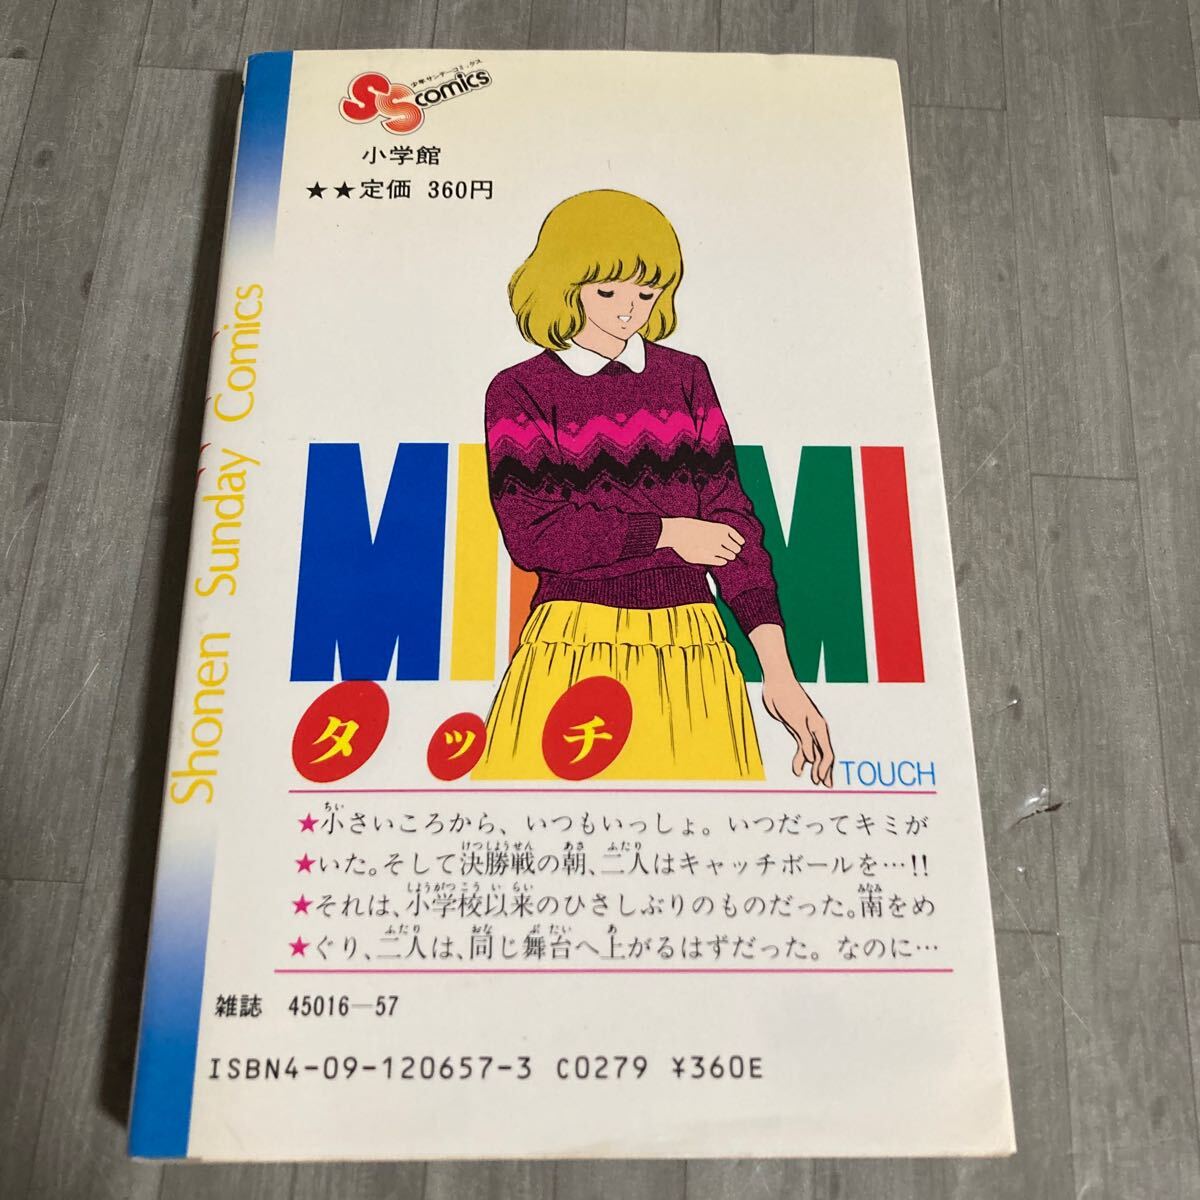 少年サンデーコミックス
SS comics
小学館
★★定価 360円
Shonen Sunday Comics
MI MI
タッチ
TOUCH
★小さいころから、いつもいっしょ。いつだってキミが
★いた。そして決勝戦の朝、二人はキャッチボールを…!!
★それは、小学校以来のひさしぶりのものだった。南をめ
★ぐり、二人は、同じ舞台へ上がるはずだった。なのに…
雑誌 45016—57
ISBN4-09-120657-3 C0279 ¥360E